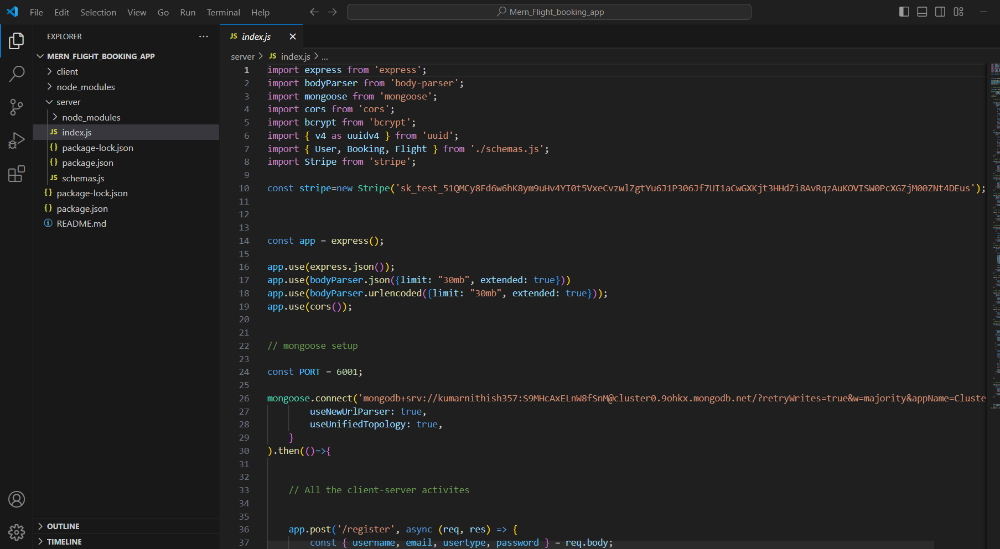 File Edit Selection View Go Run Terminal Help
Mern_Flight_booking_app
EXPLORER
MERN_FLIGHT_BOOKING_APP
client
node_modules
server
node_modules
JS index.js
{} package-lock.json
{} package.json
JS schemas.js
{} package-lock.json
{} package.json
README.md
OUTLINE
TIMELINE
JS index.js
server > JS index.js > ...
1 import express from 'express';
2 import bodyParser from 'body-parser';
3 import mongoose from 'mongoose';
4 import cors from 'cors';
5 import bcrypt from 'bcrypt';
6 import { v4 as uuidv4 } from 'uuid';
7 import { User, Booking, Flight } from './schemas.js';
8 import Stripe from 'stripe';
9
10 const stripe=new Stripe('sk_test_51QMCy8Fd6w6hK8ym9uHv4YI0t5VxeCvzwlZgtYu6J1P306Jf7UI1aCwGXKjt3HHdZi8AvRqzAuKOVISW0PcXGZjM00ZNt4DEus');
11
12
13
14 const app = express();
15
16 app.use(express.json());
17 app.use(bodyParser.json({limit: "30mb", extended: true}))
18 app.use(bodyParser.urlencoded({limit: "30mb", extended: true}));
19 app.use(cors());
20
21
22 // mongoose setup
23
24 const PORT = 6001;
25
26 mongoose.connect('mongodb+srv://kumarnithish357:S9MHcAxELnW8fSnM@cluster0.9ohkx.mongodb.net/?retryWrites=true&w=majority&appName=Cluste
27 useNewUrlParser: true,
28 useUnifiedTopology: true,
29 }
30 ).then(()=>{
31
32
33 // All the client-server activites
34
35
36 app.post('/register', async (req, res) => {
37 const { username, email, usertype, password } = req.body;